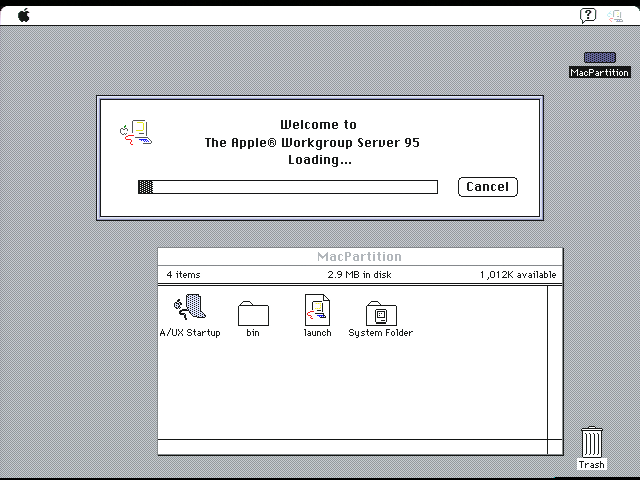 MacPartition
Welcome to
The Apple® Workgroup Server 95
Loading...
Cancel
MacPartition
4 items
2.9 MB in disk
1,012K available
A/UX Startup
bin
launch
System Folder
Trash